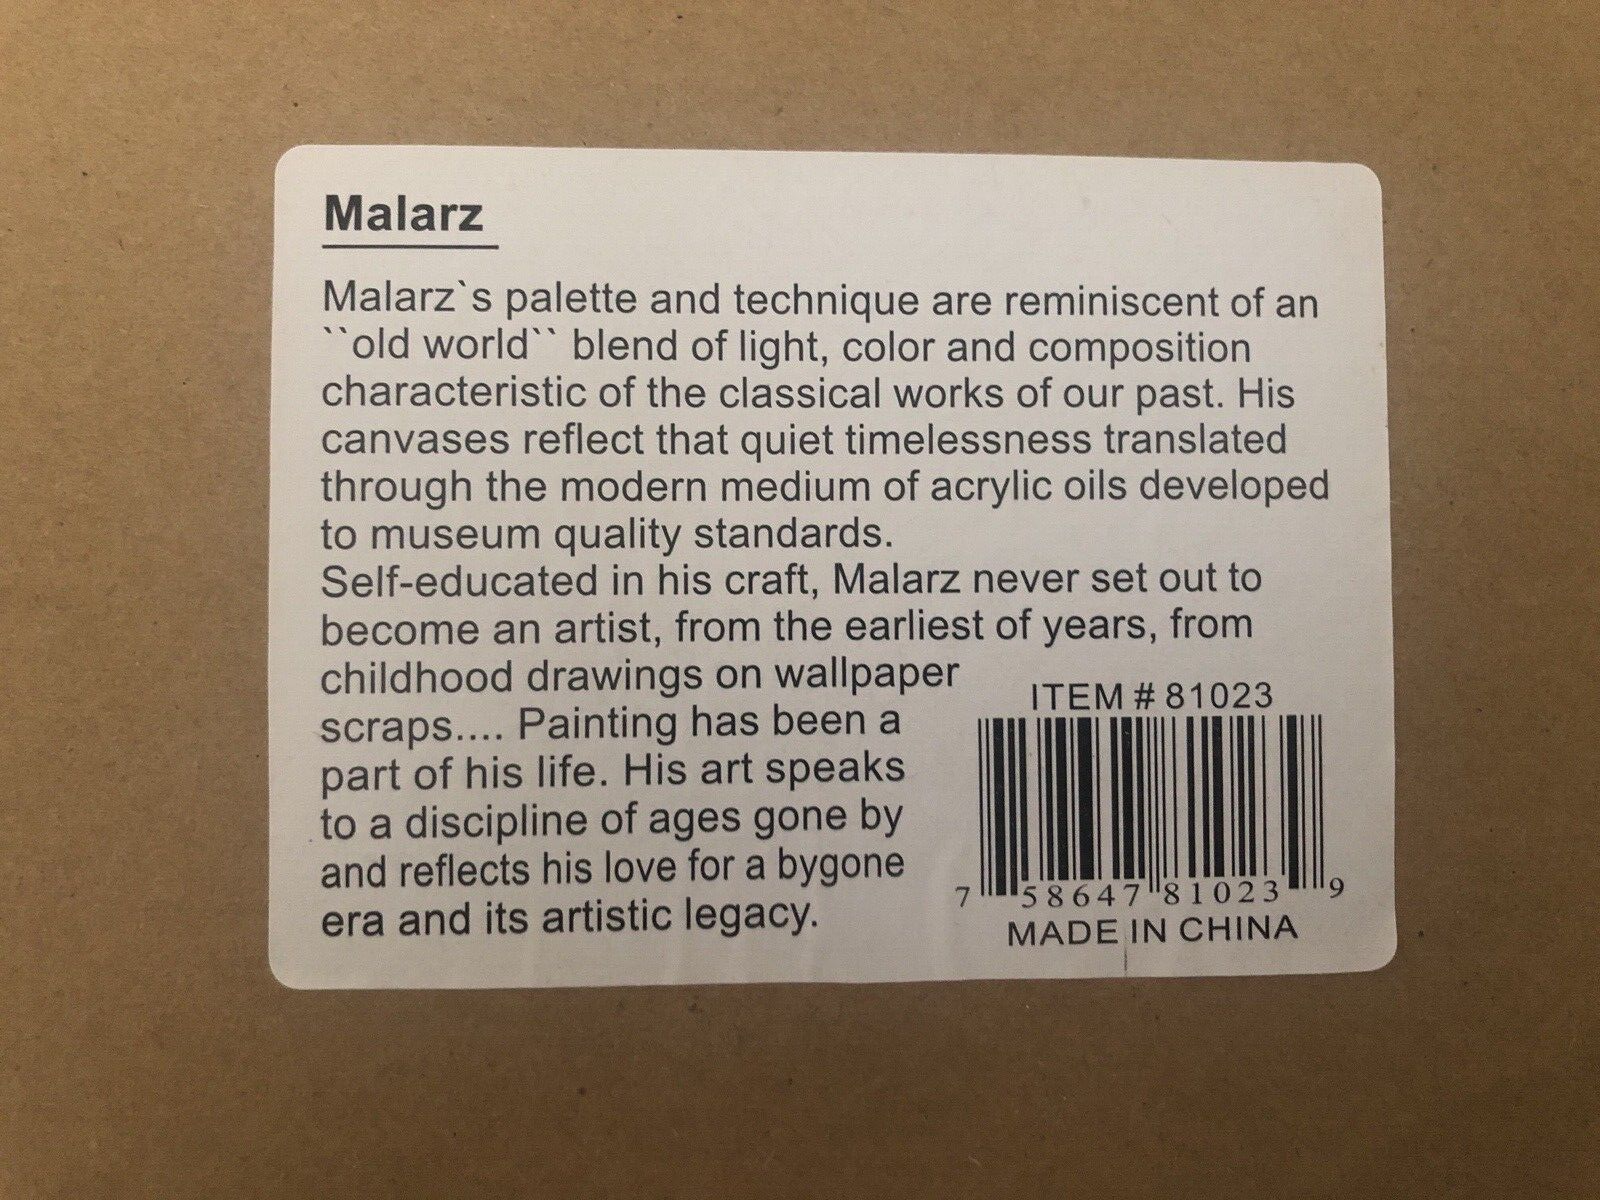 Malarz
Malarz`s palette and technique are reminiscent of an
``old world`` blend of light, color and composition
characteristic of the classical works of our past. His
canvases reflect that quiet timelessness translated
through the modern medium of acrylic oils developed
to museum quality standards.
Self-educated in his craft, Malarz never set out to
become an artist, from the earliest of years, from
childhood drawings on wallpaper
scraps.... Painting has been a
part of his life. His art speaks
to a discipline of ages gone by
and reflects his love for a bygone
era and its artistic legacy.
ITEM # 81023
7 58647 81023 9
MADE IN CHINA